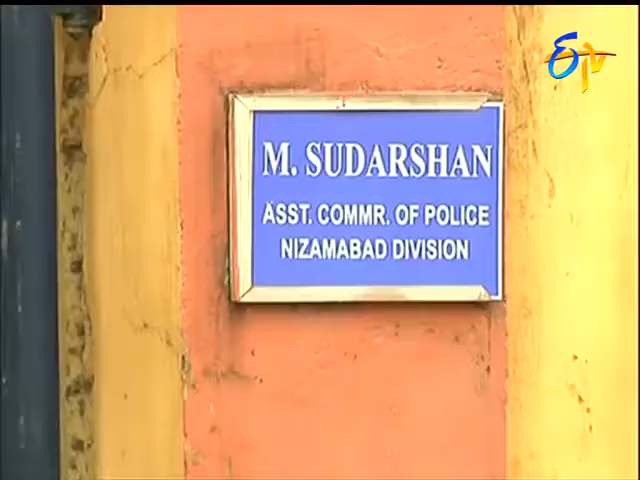 M. SUDARSHAN
ASST. COMMR. OF POLICE
NIZAMABAD DIVISION